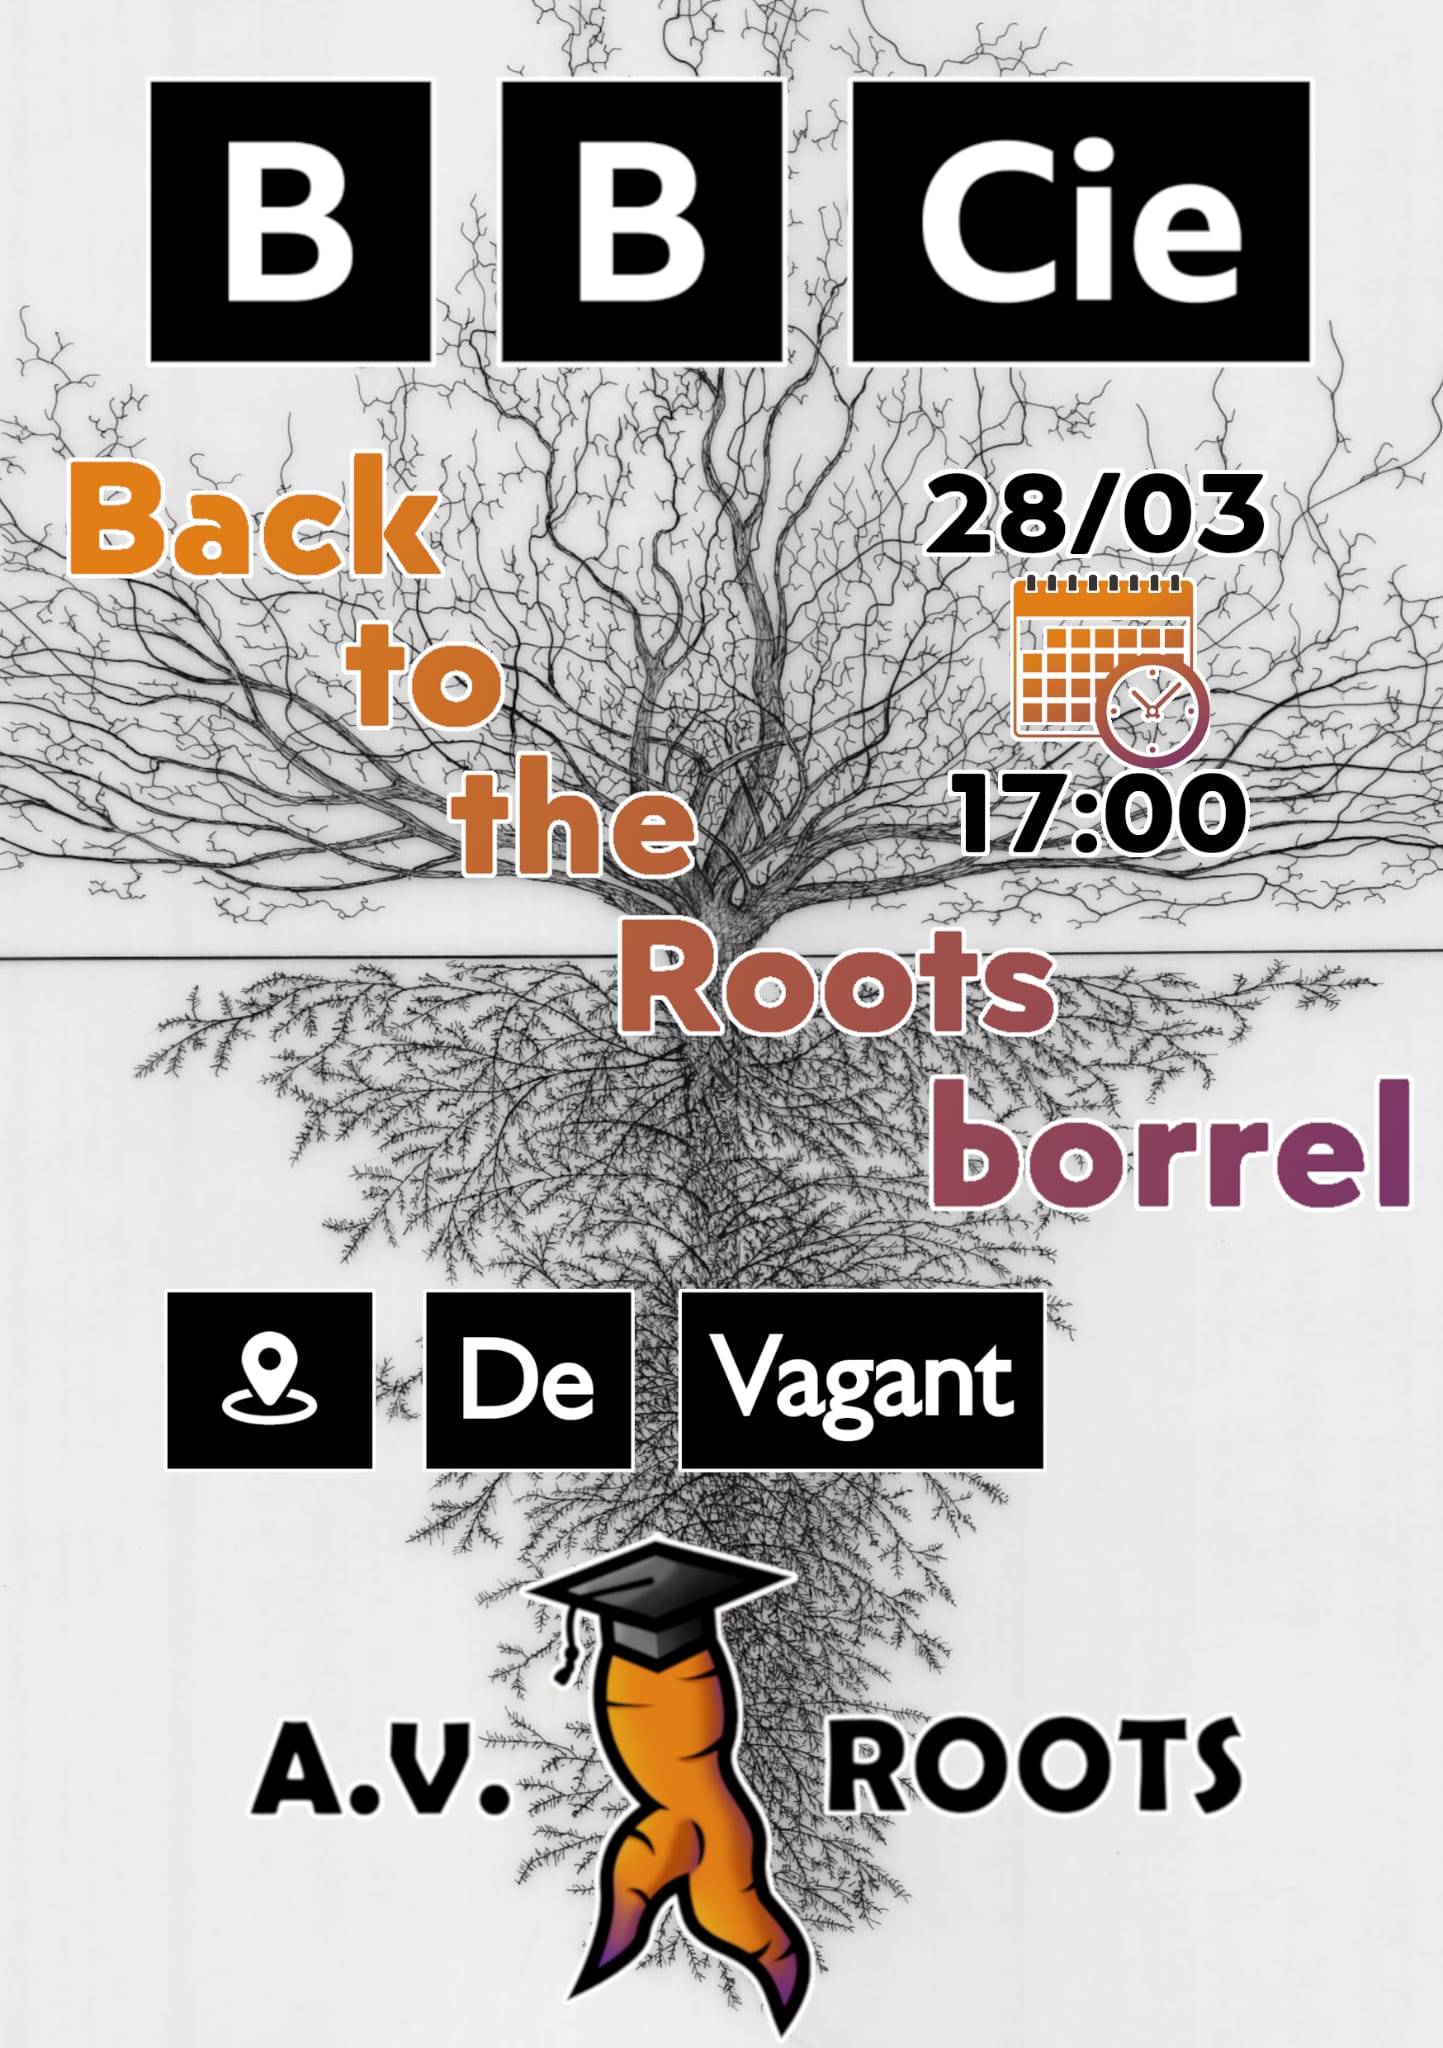 B B Cie
Back
to
the
Roots
borrel
28/03
17:00
De Vagant
A.V. ROOTS